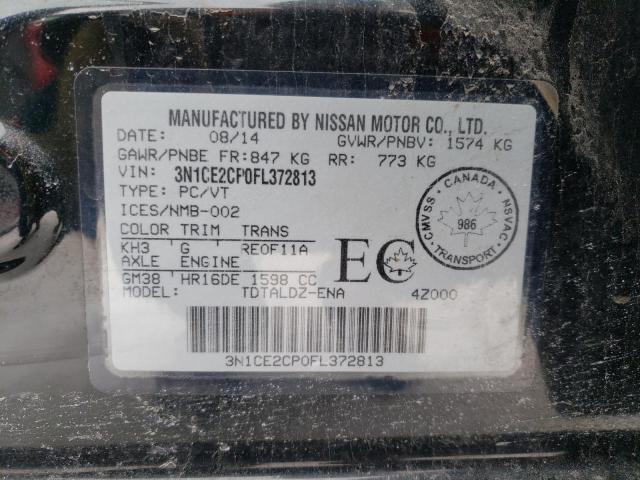 MANUFACTURED BY NISSAN MOTOR CO., LTD.
DATE: 08/14 GVWR/PNBV: 1574 KG
GAWR/PNBE FR: 847 KG RR: 773 KG
VIN: 3N1CE2CP0FL372813
TYPE: PC/VT
ICES/NMB-002
COLOR TRIM TRANS
KH3 G RE0F11A
AXLE ENGINE
GM38 HR16DE 1598 CC
MODEL: TDTALDZ-ENA 4Z000
EC
CANADA
CMVSS NSVAC
986
TRANSPORT
3N1CE2CP0FL372813